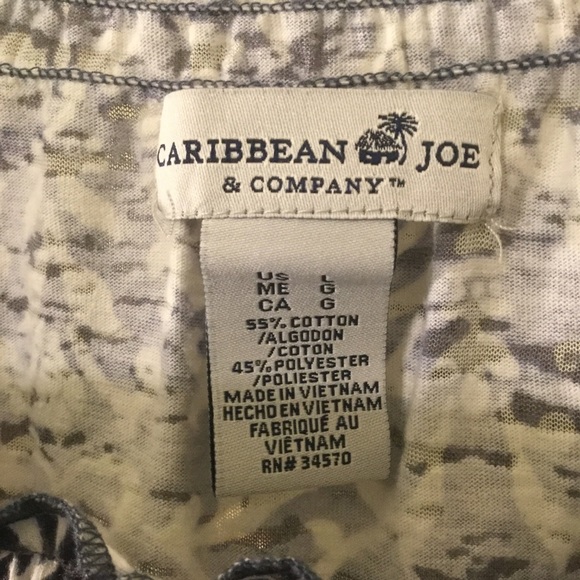 CARIBBEAN JOE
& COMPANY™
US L
ME G
CA G
55% COTTON
/ALGODON
/COTON
45% POLYESTER
/POLIESTER
MADE IN VIETNAM
HECHO EN VIETNAM
FABRIQUÉ AU
VIÊTNAM
RN# 34570